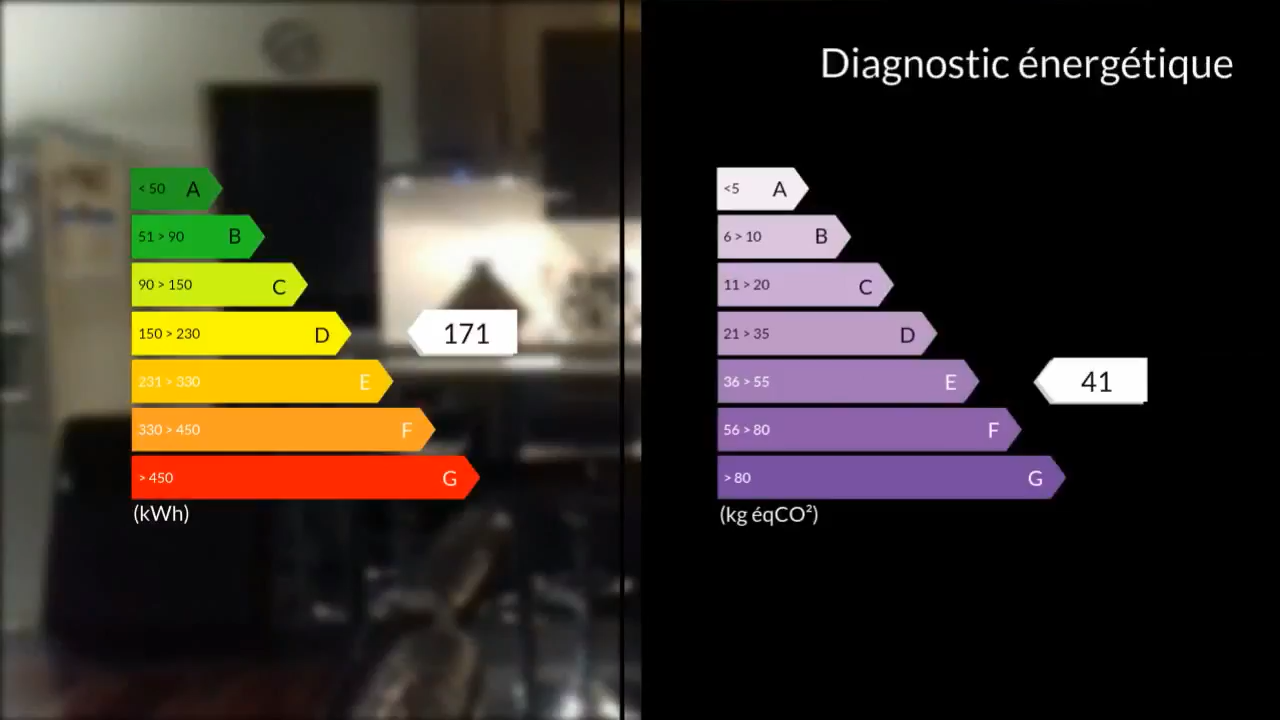 Diagnostic énergétique
< 50 A
51 > 90 B
90 > 150 C
150 > 230 D
171
231 > 330 E
330 > 450 F
> 450 G
(kWh)
<5 A
6 > 10 B
11 > 20 C
21 > 35 D
36 > 55 E
41
56 > 80 F
> 80 G
(kg éqCO²)